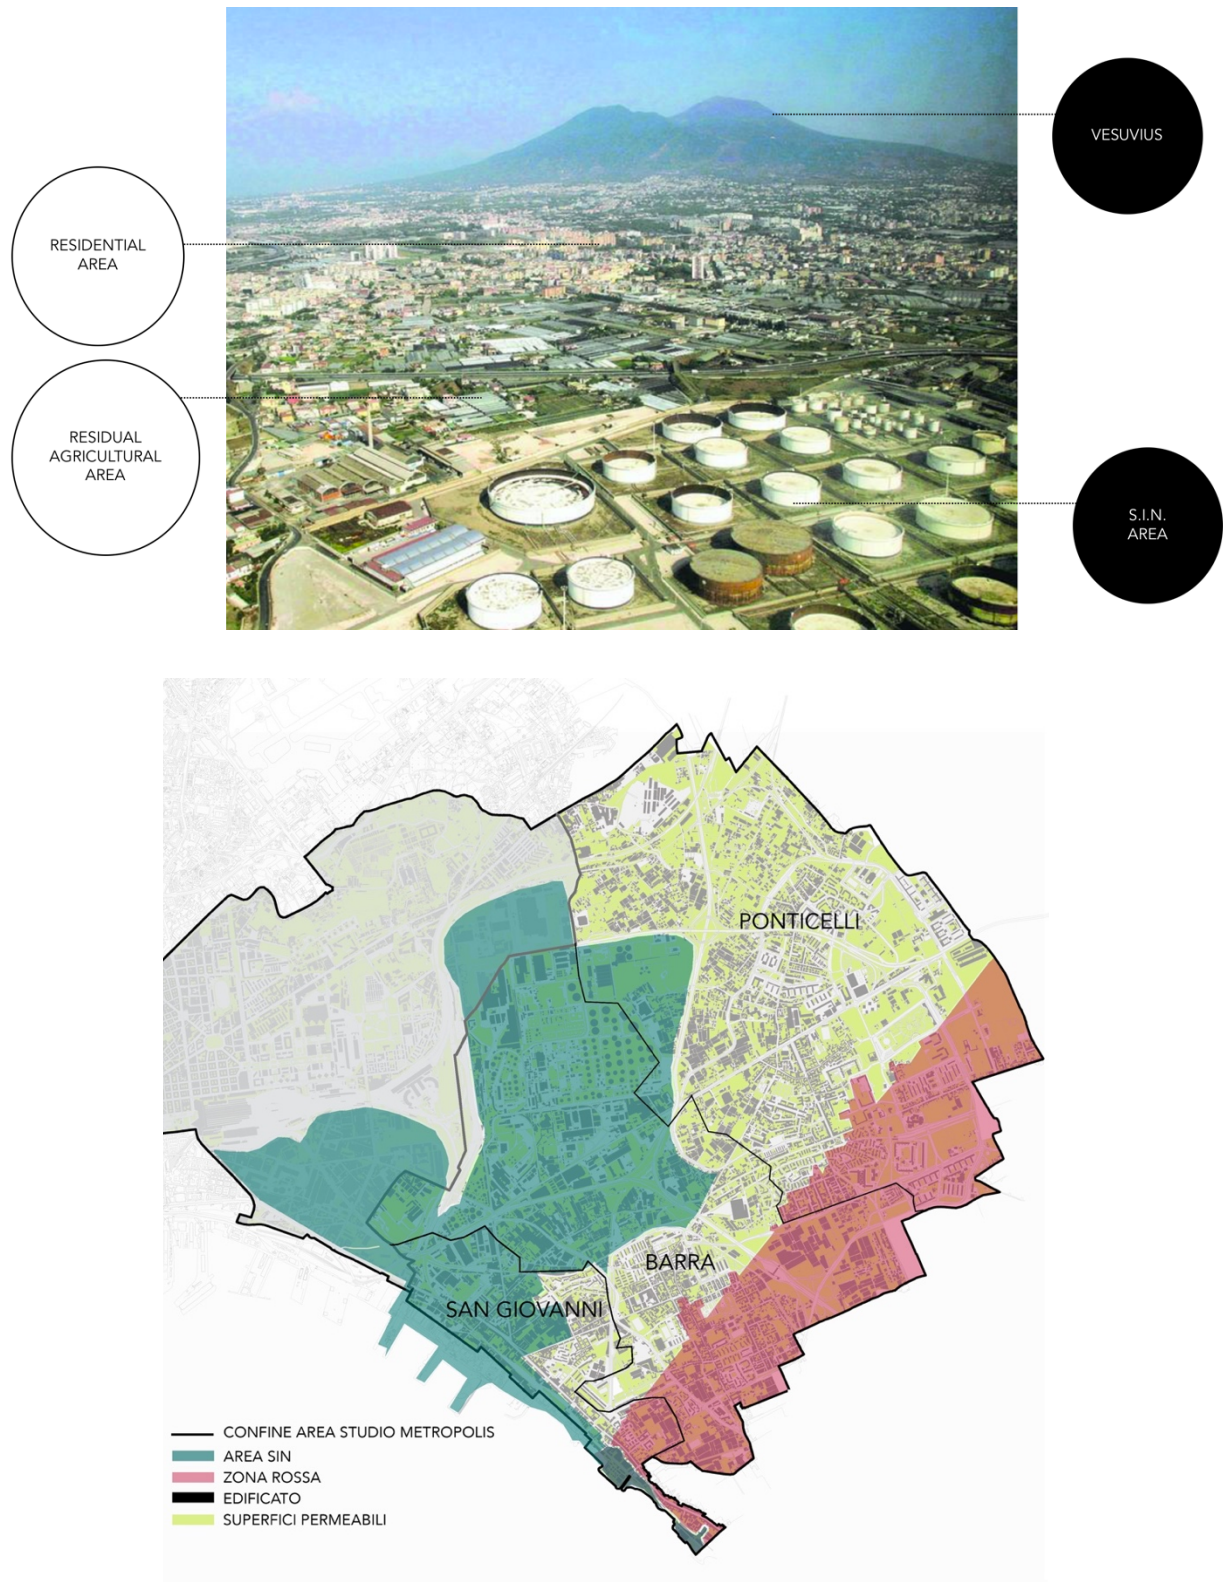 VESUVIUS
RESIDENTIAL
AREA
RESIDUAL
AGRICULTURAL
AREA
S.I.N.
AREA
PONTICELLI
BARRA
SAN GIOVANNI
CONFINE AREA STUDIO METROPOLIS
AREA SIN
ZONA ROSSA
EDIFICATO
SUPERFICI PERMEABILI